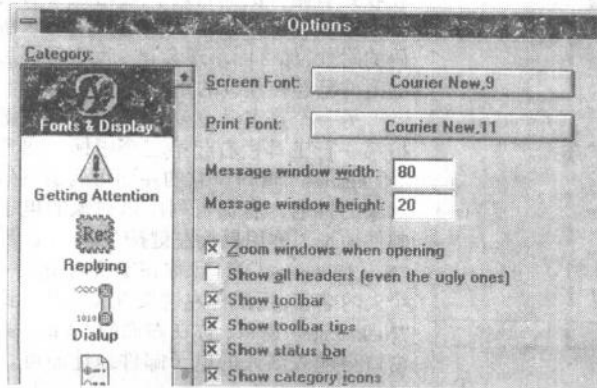 Options
Category:
Fonts & Display
Getting Attention
Re:
Replying
1010
Dialup
Screen Font:
Courier New,9
Print Font:
Courier New,11
Message window width: 80
Message window height: 20
Zoom windows when opening
Show all headers (even the ugly ones)
Show toolbar
Show toolbar tips
Show status bar
Show category icons